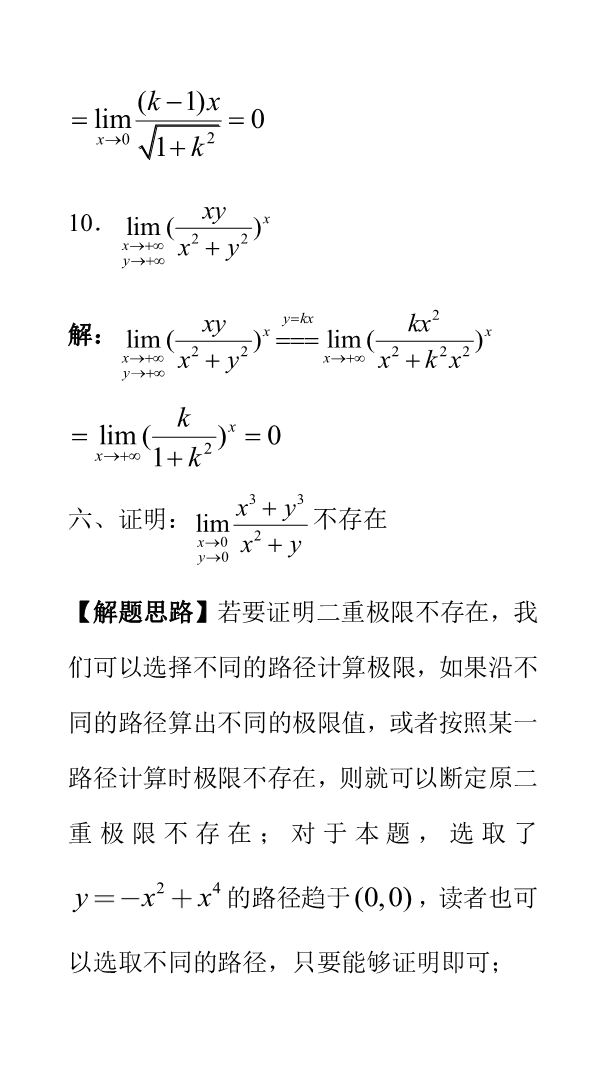 $= \lim\limits_{x \to 0} \frac{(k-1)x}{\sqrt{1+k^2}} = 0$
10. $\lim\limits_{\substack{x \to +\infty \\ y \to +\infty}} (\frac{xy}{x^2+y^2})^x$
解：$\lim\limits_{\substack{x \to +\infty \\ y \to +\infty}} (\frac{xy}{x^2+y^2})^x \overset{y=kx}{===} \lim\limits_{x \to +\infty} (\frac{kx^2}{x^2+k^2x^2})^x$
$= \lim\limits_{x \to +\infty} (\frac{k}{1+k^2})^x = 0$
六、证明：$\lim\limits_{\substack{x \to 0 \\ y \to 0}} \frac{x^3+y^3}{x^2+y}$ 不存在
【解题思路】若要证明二重极限不存在，我
们可以选择不同的路径计算极限，如果沿不
同的路径算出不同的极限值，或者按照某一
路径计算时极限不存在，则就可以断定原二
重极限不存在；对于本题，选取了
$y=-x^2+x^4$ 的路径趋于$(0,0)$，读者也可
以选取不同的路径，只要能够证明即可；